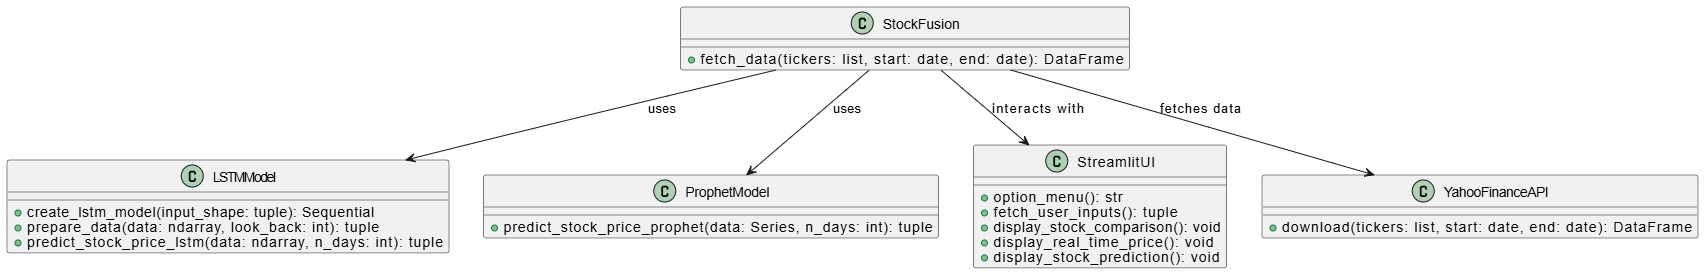 C StockFusion
fetch_data(tickers: list, start: date, end: date): DataFrame
uses
uses
interacts with
fetches data
C LSTMModel
create_lstm_model(input_shape: tuple): Sequential
prepare_data(data: ndarray, look_back: int): tuple
predict_stock_price_lstm(data: ndarray, n_days: int): tuple
C ProphetModel
predict_stock_price_prophet(data: Series, n_days: int): tuple
C StreamlitUI
option_menu(): str
fetch_user_inputs(): tuple
display_stock_comparison(): void
display_real_time_price(): void
display_stock_prediction(): void
C YahooFinanceAPI
download(tickers: list, start: date, end: date): DataFrame